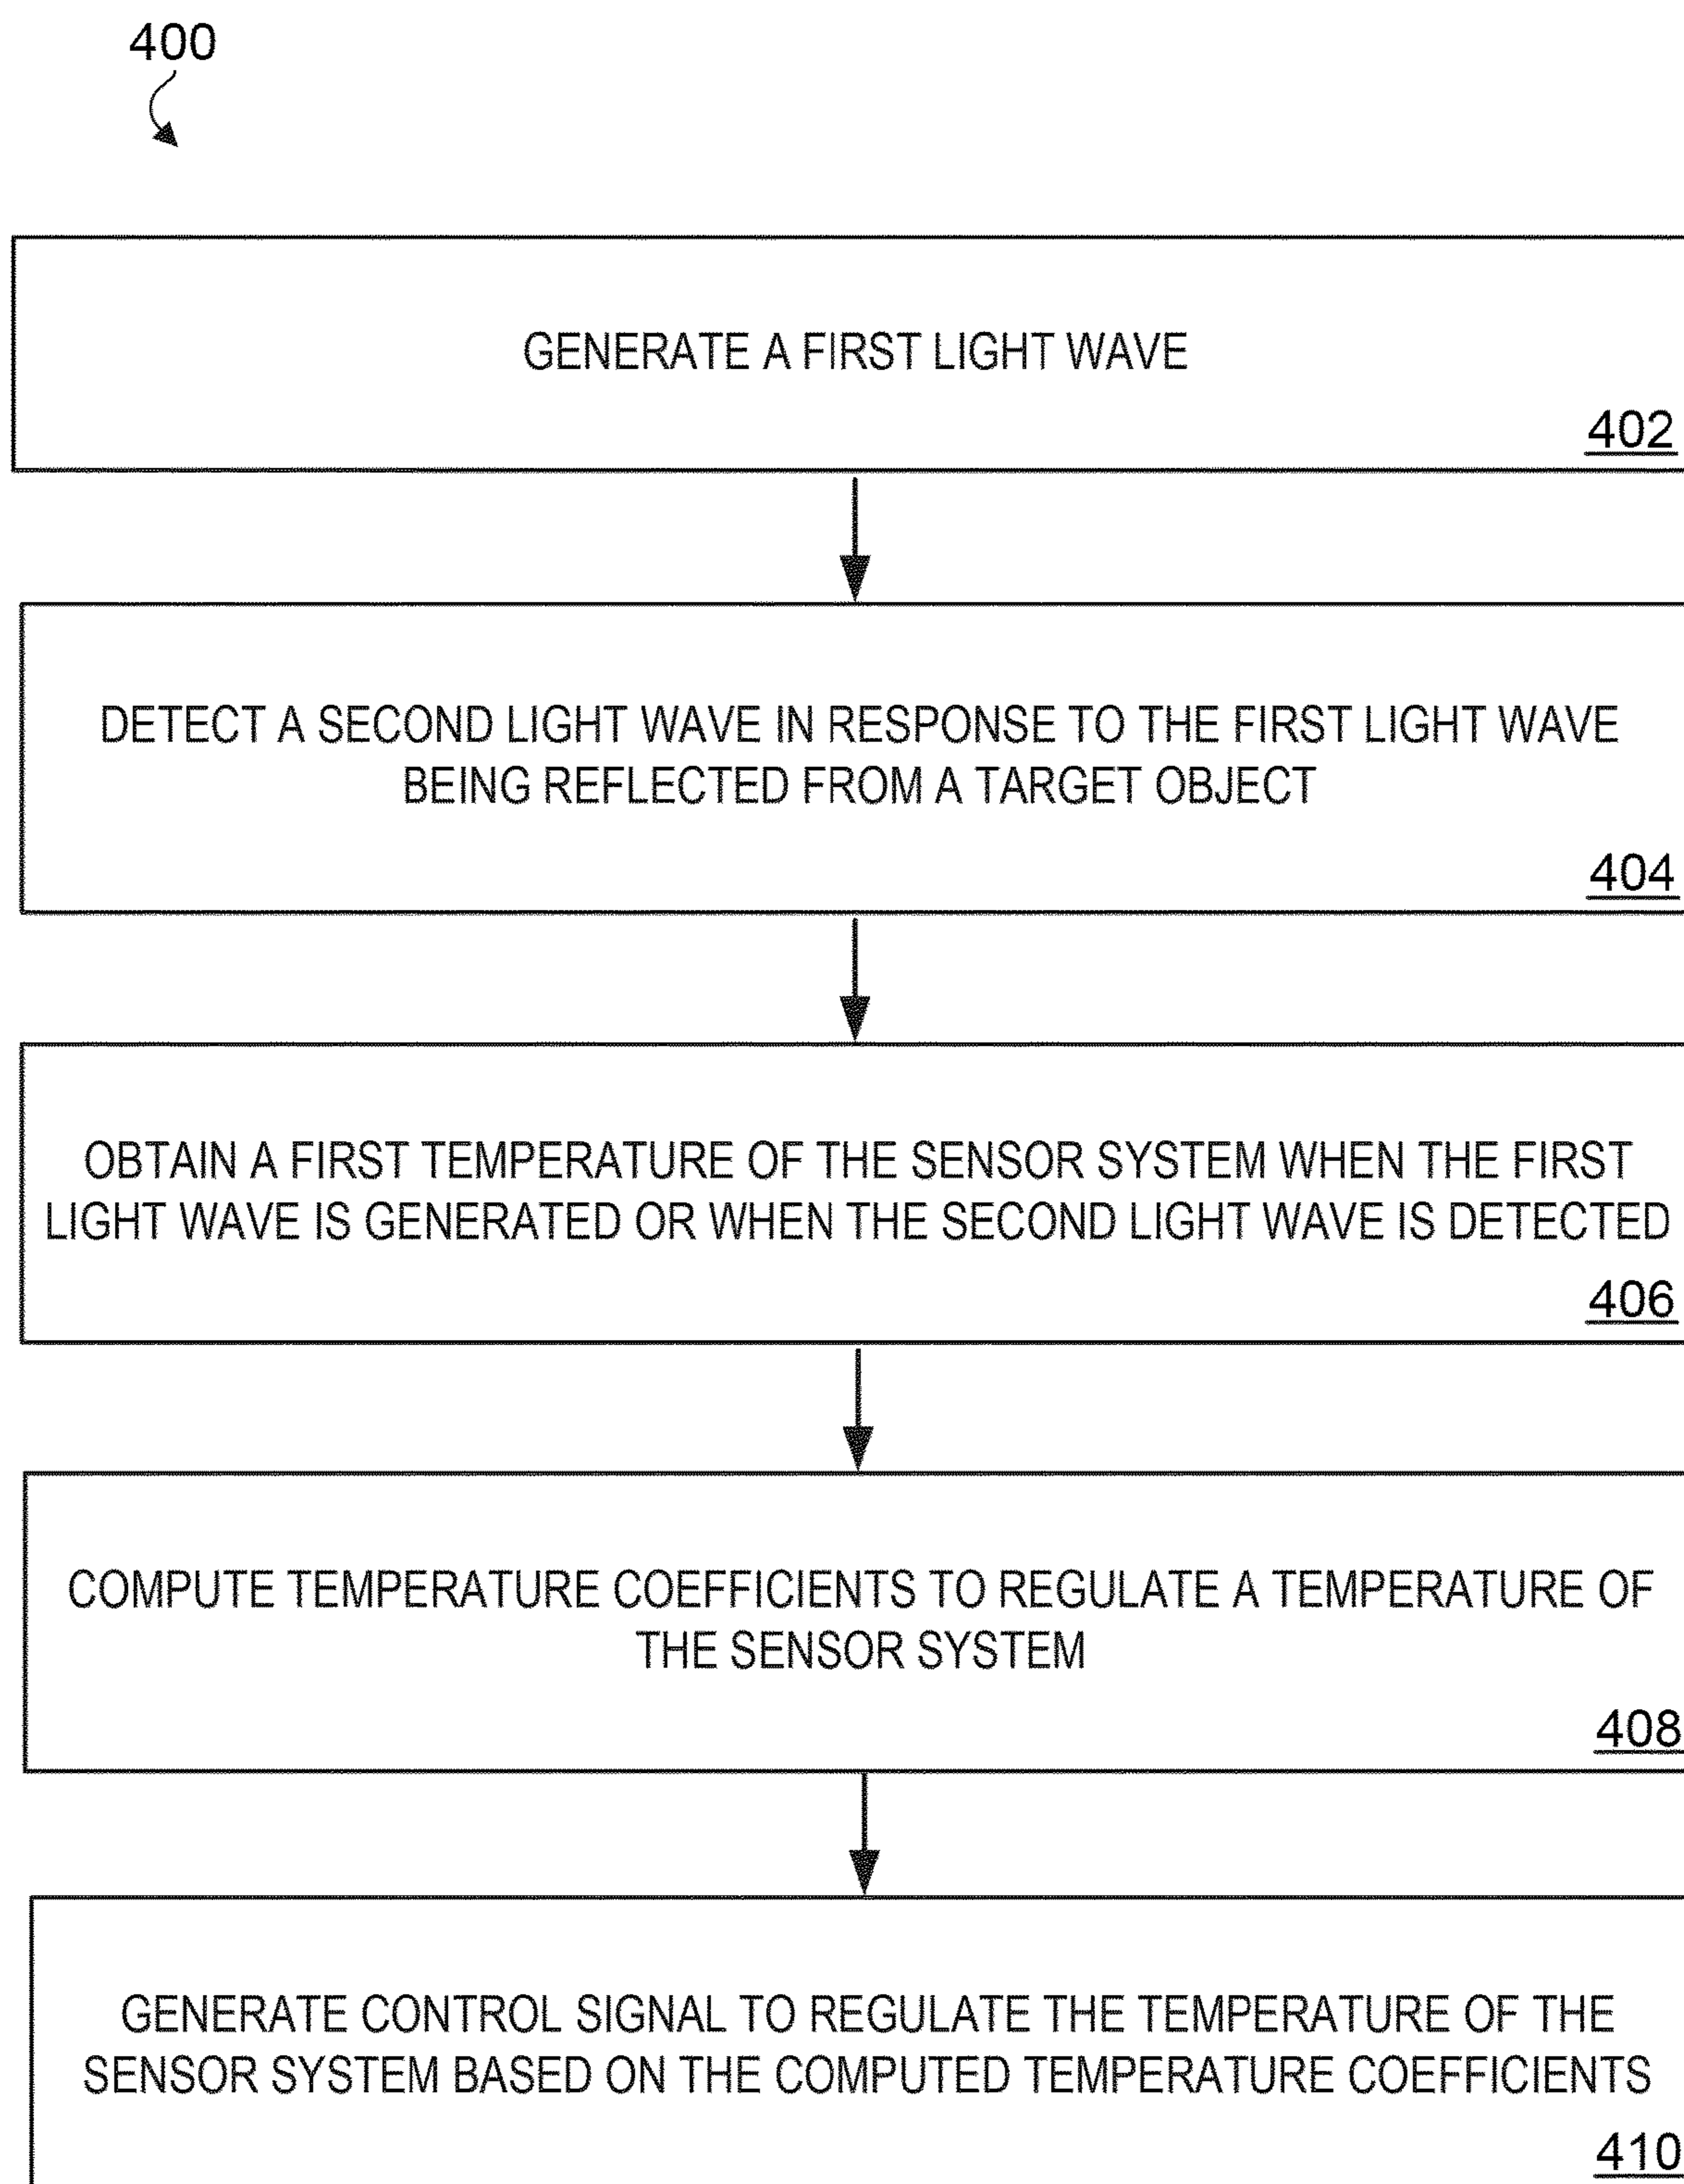 400
GENERATE A FIRST LIGHT WAVE
402
DETECT A SECOND LIGHT WAVE IN RESPONSE TO THE FIRST LIGHT WAVE
BEING REFLECTED FROM A TARGET OBJECT
404
OBTAIN A FIRST TEMPERATURE OF THE SENSOR SYSTEM WHEN THE FIRST
LIGHT WAVE IS GENERATED OR WHEN THE SECOND LIGHT WAVE IS DETECTED
406
COMPUTE TEMPERATURE COEFFICIENTS TO REGULATE A TEMPERATURE OF
THE SENSOR SYSTEM
408
GENERATE CONTROL SIGNAL TO REGULATE THE TEMPERATURE OF THE
SENSOR SYSTEM BASED ON THE COMPUTED TEMPERATURE COEFFICIENTS
410